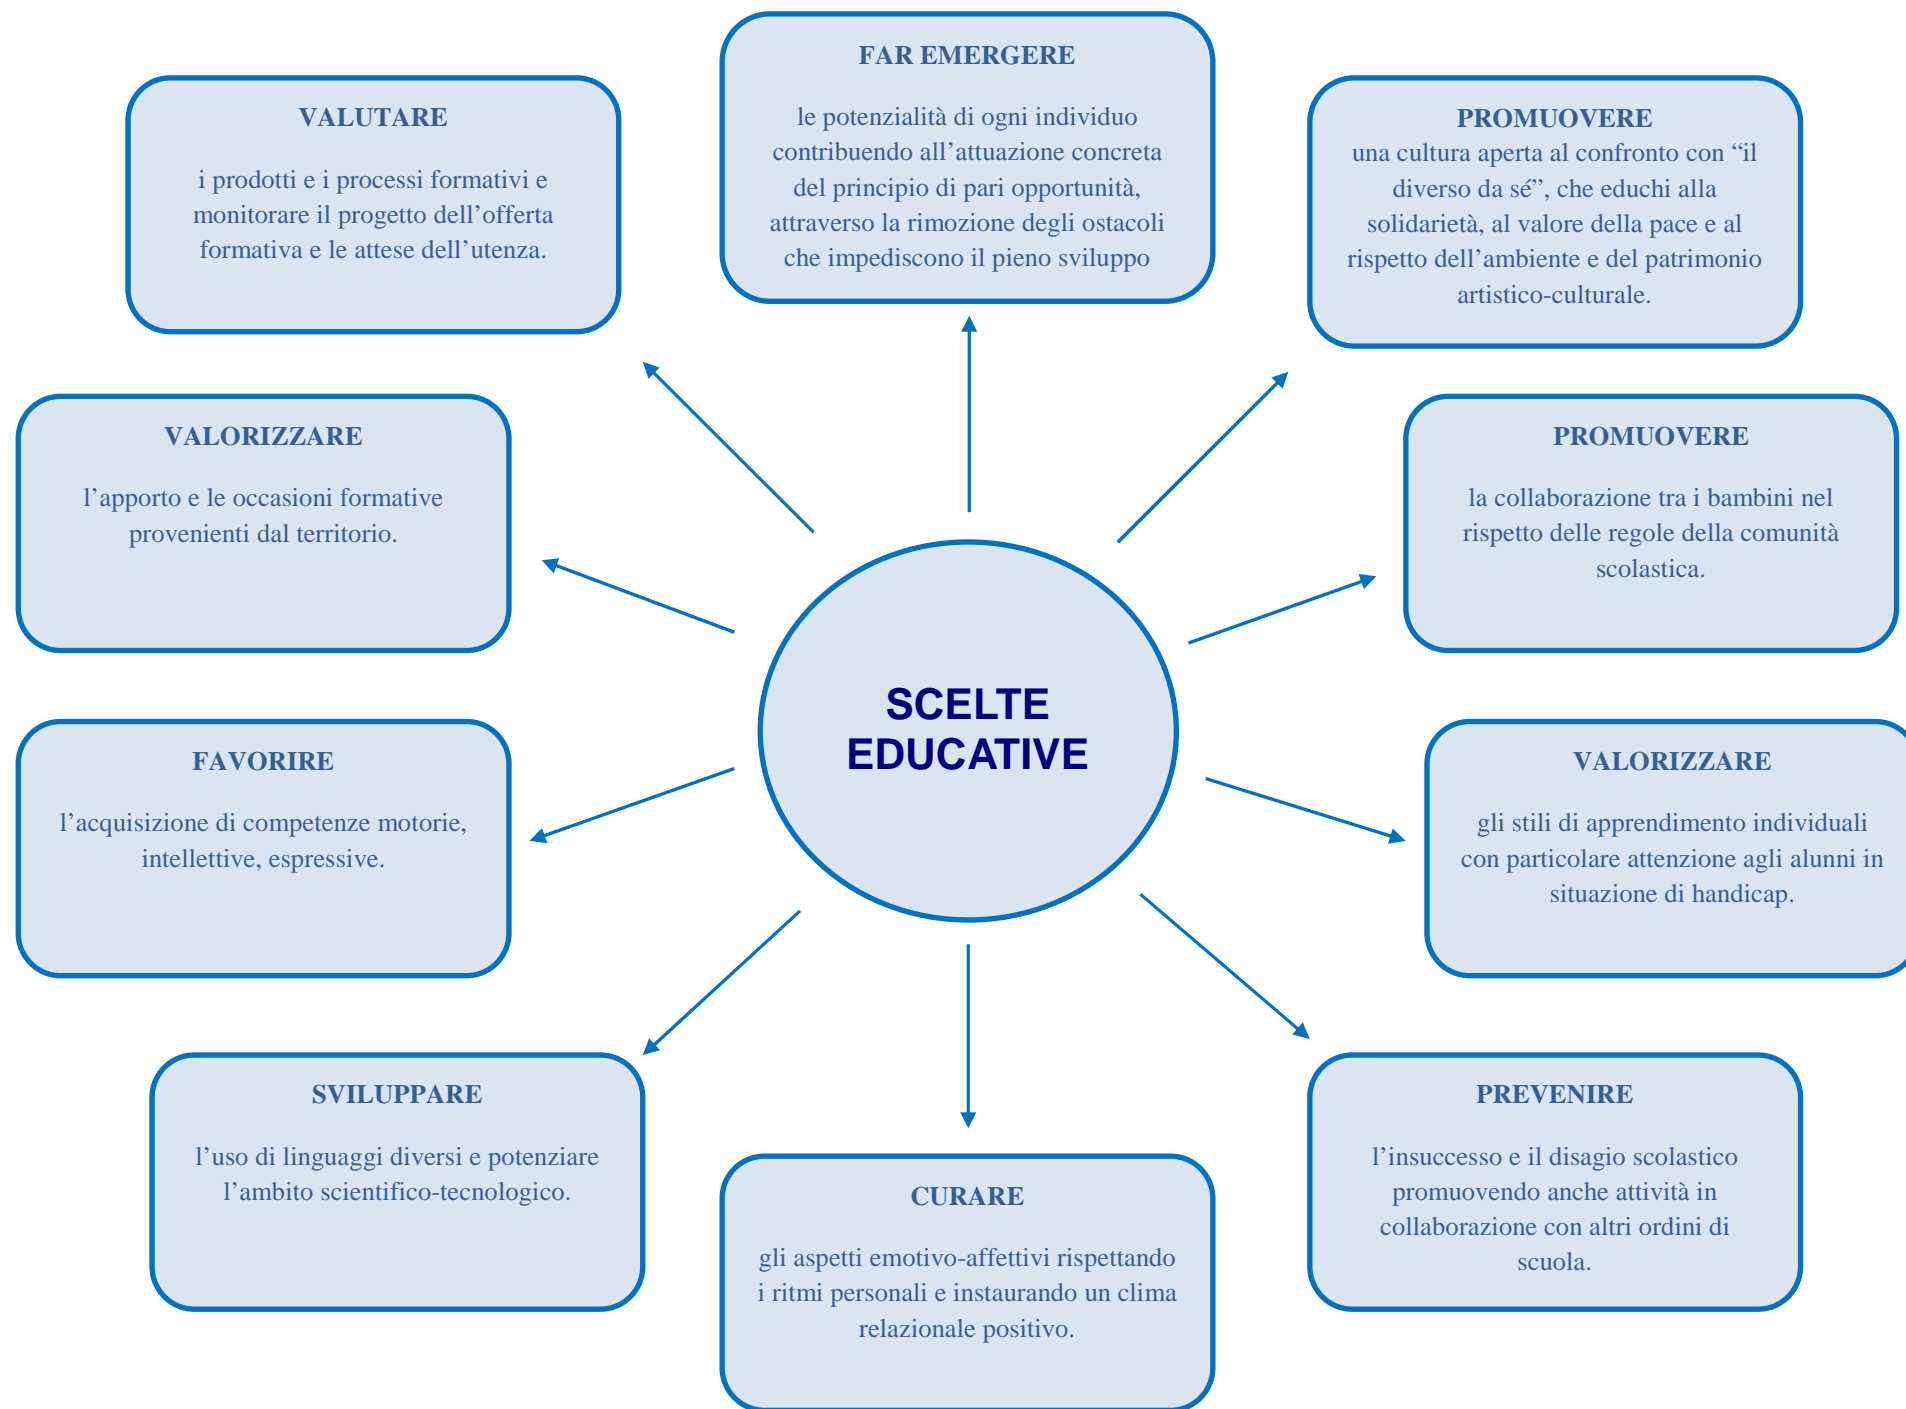 FAR EMERGERE
le potenzialità di ogni individuo
contribuendo all’attuazione concreta
del principio di pari opportunità,
attraverso la rimozione degli ostacoli
che impediscono il pieno sviluppo
VALUTARE
i prodotti e i processi formativi e
monitorare il progetto dell’offerta
formativa e le attese dell’utenza.
PROMUOVERE
una cultura aperta al confronto con “il
diverso da sé”, che educhi alla
solidarietà, al valore della pace e al
rispetto dell’ambiente e del patrimonio
artistico-culturale.
VALORIZZARE
l’apporto e le occasioni formative
provenienti dal territorio.
PROMUOVERE
la collaborazione tra i bambini nel
rispetto delle regole della comunità
scolastica.
SCELTE
EDUCATIVE
FAVORIRE
l’acquisizione di competenze motorie,
intellettive, espressive.
VALORIZZARE
gli stili di apprendimento individuali
con particolare attenzione agli alunni in
situazione di handicap.
SVILUPPARE
l’uso di linguaggi diversi e potenziare
l’ambito scientifico-tecnologico.
CURARE
gli aspetti emotivo-affettivi rispettando
i ritmi personali e instaurando un clima
relazionale positivo.
PREVENIRE
l’insuccesso e il disagio scolastico
promuovendo anche attività in
collaborazione con altri ordini di
scuola.